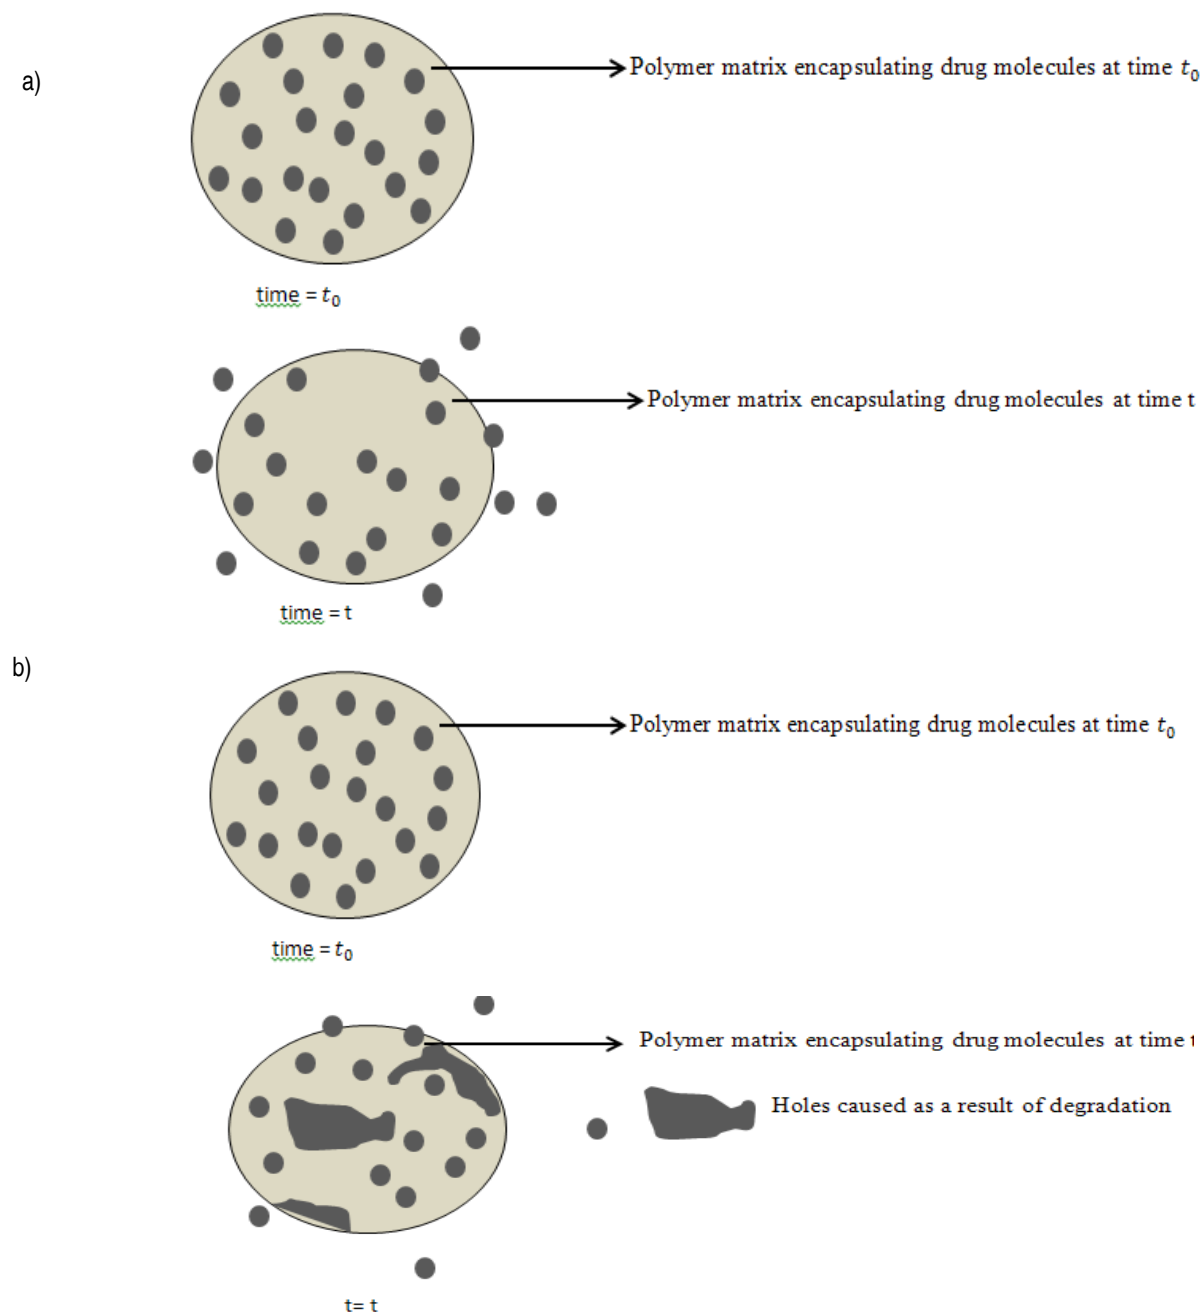 a)
Polymer matrix encapsulating drug molecules at time t₀
time = t₀
Polymer matrix encapsulating drug molecules at time t
time = t
b)
Polymer matrix encapsulating drug molecules at time t₀
time = t₀
Polymer matrix encapsulating drug molecules at time t
Holes caused as a result of degradation
t= t